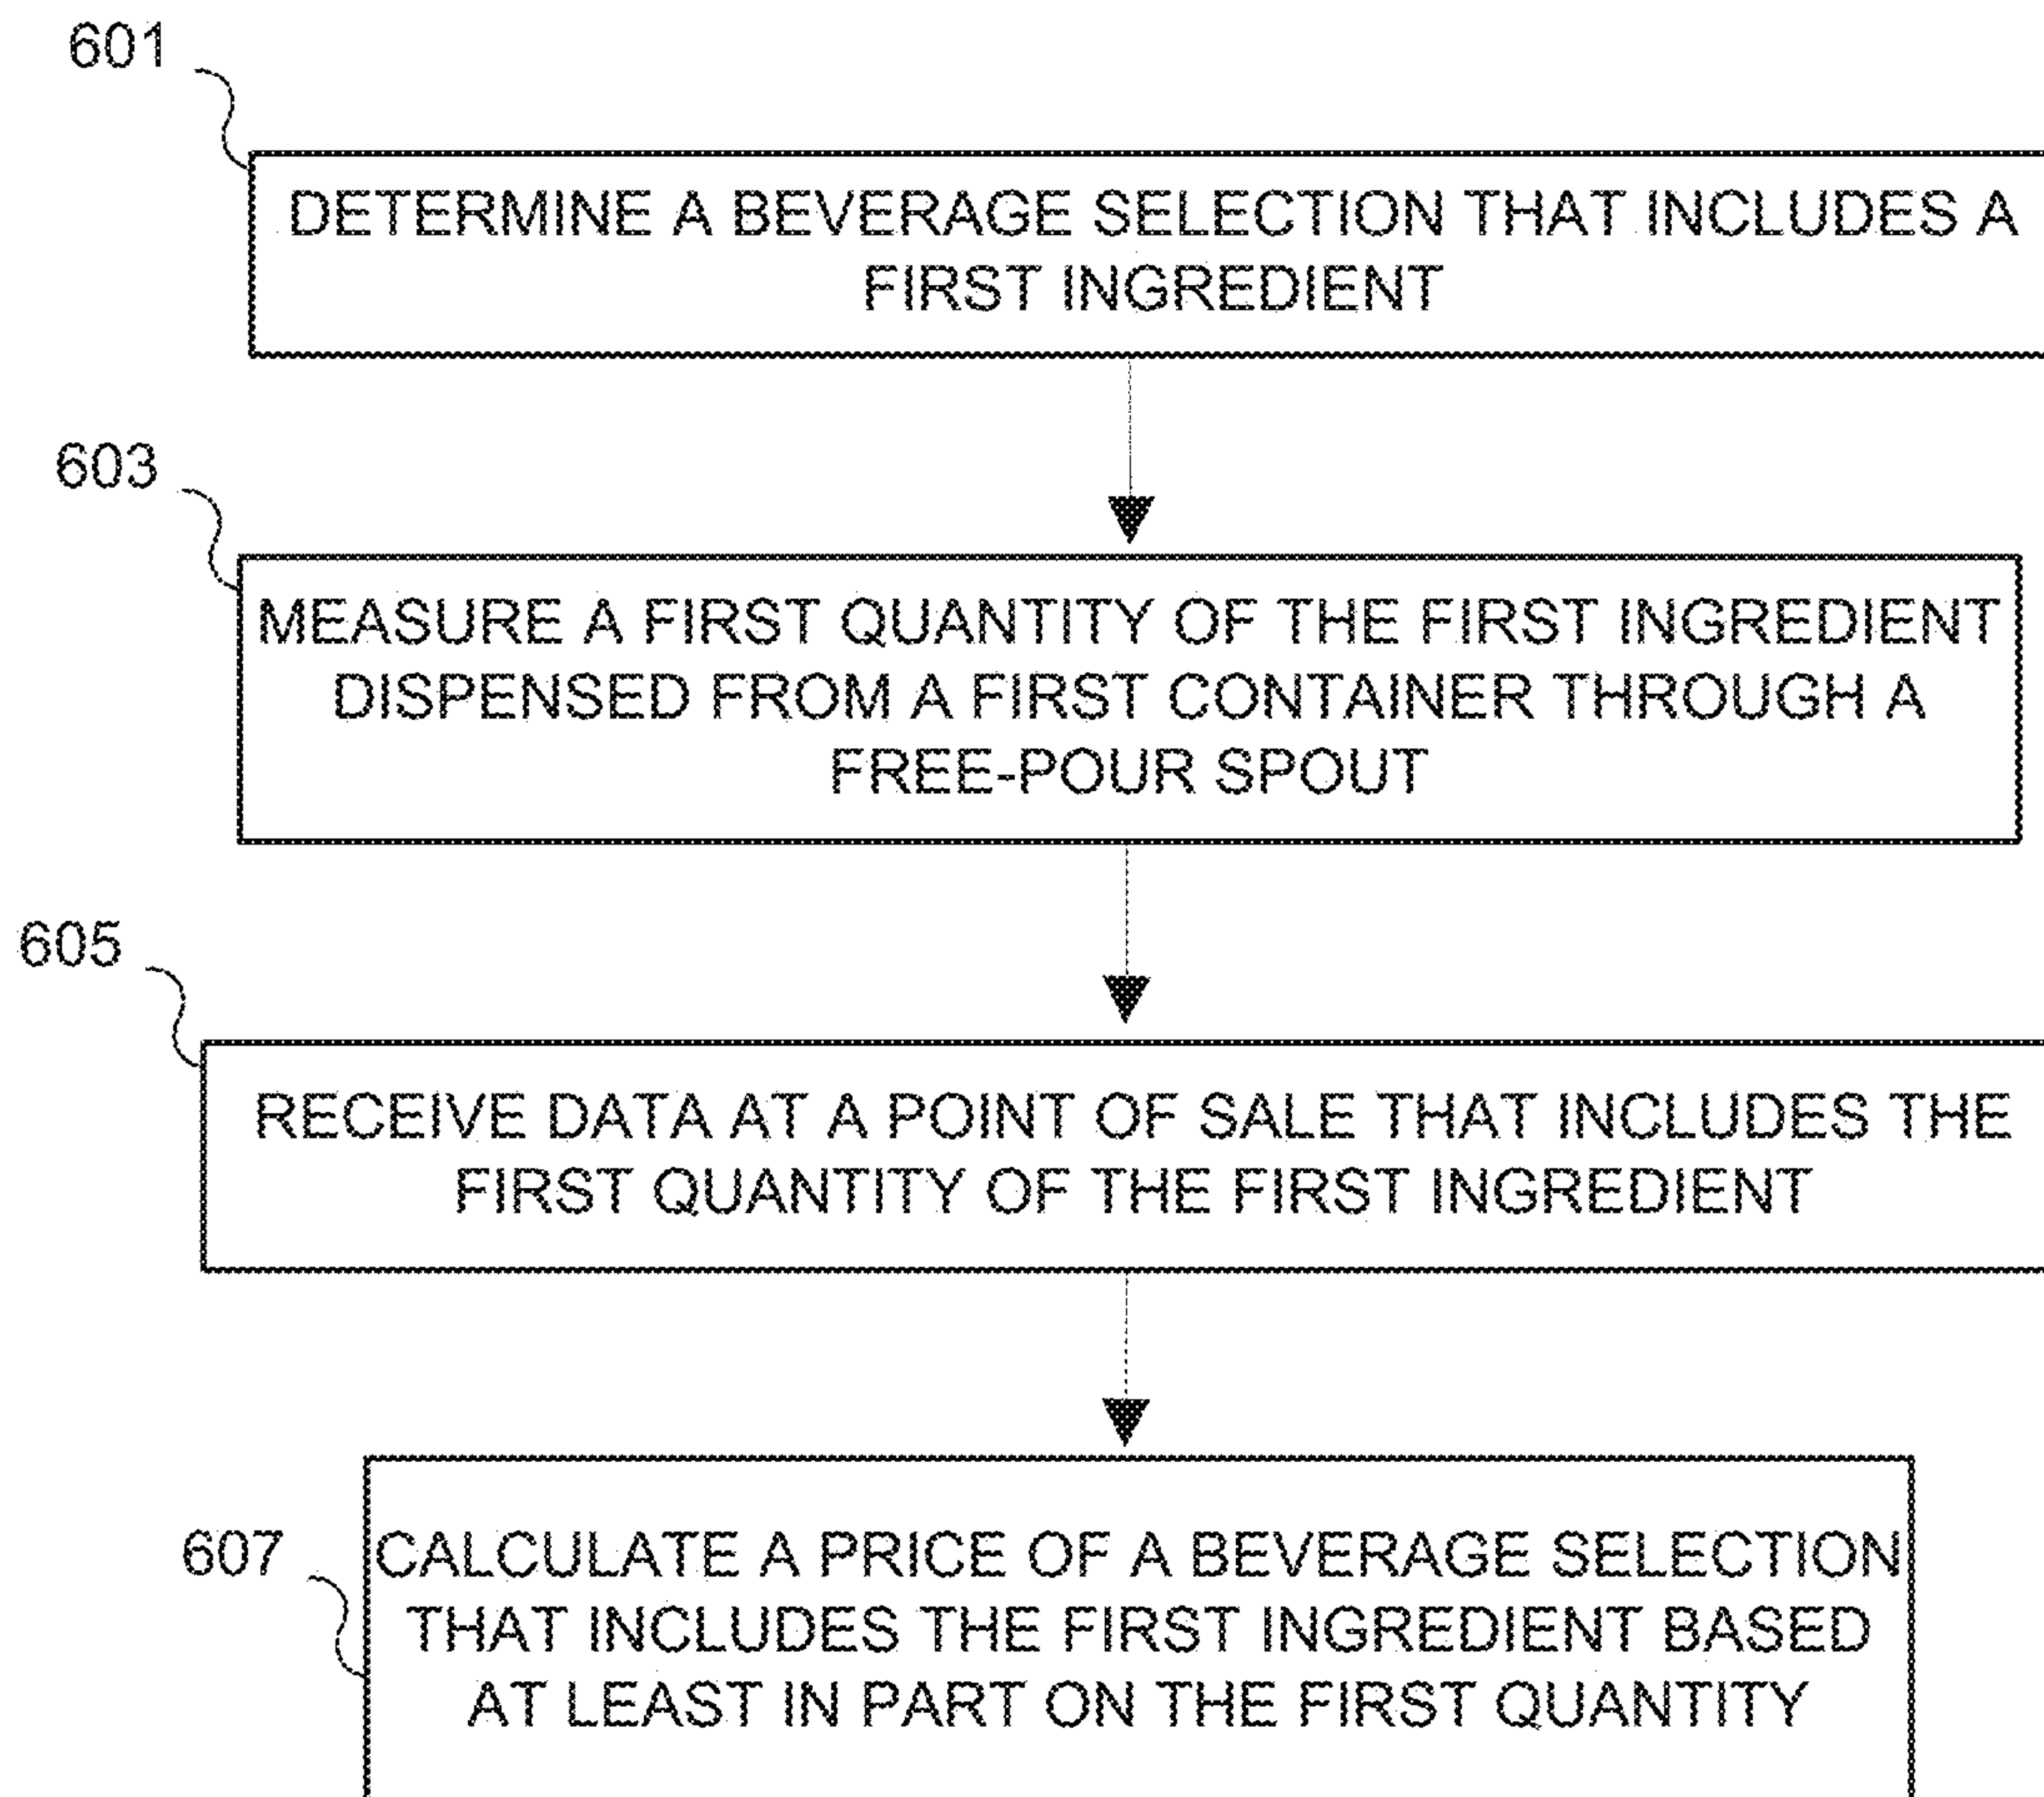 601
DETERMINE A BEVERAGE SELECTION THAT INCLUDES A
FIRST INGREDIENT
603
MEASURE A FIRST QUANTITY OF THE FIRST INGREDIENT
DISPENSED FROM A FIRST CONTAINER THROUGH A
FREE-POUR SPOUT
605
RECEIVE DATA AT A POINT OF SALE THAT INCLUDES THE
FIRST QUANTITY OF THE FIRST INGREDIENT
607
CALCULATE A PRICE OF A BEVERAGE SELECTION
THAT INCLUDES THE FIRST INGREDIENT BASED
AT LEAST IN PART ON THE FIRST QUANTITY